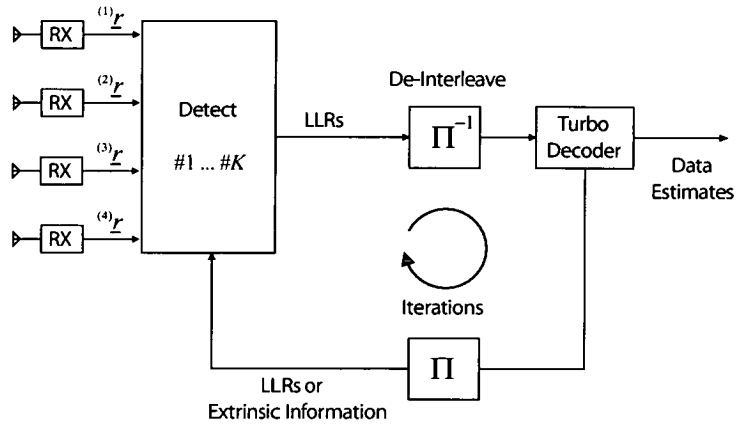 RX
(1)r
RX
(2)r
RX
(3)r
RX
(4)r
Detect
#1 ... #K
LLRs
De-Interleave
Π⁻¹
Turbo
Decoder
Data
Estimates
Iterations
Π
LLRs or
Extrinsic Information